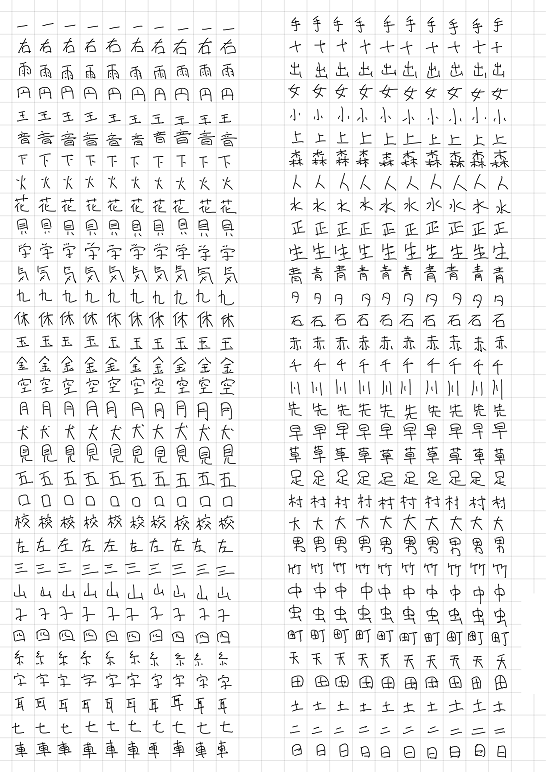 一一一一一一一一一一
右右右右右右右右右右
雨雨雨雨雨雨雨雨雨雨
円円円円円円円円円円
王王王王王王王王王王
音音音音音音音音音音
下下下下下下下下下下
火火火火火火火火火火
花花花花花花花花花花
貝貝貝貝貝貝貝貝貝貝
学学学学学学学学学学
気気気気気気気気気気
九九九九九九九九九九
休休休休休休休休休休
玉玉玉玉玉玉玉玉玉玉
金金金金金金金金金金
空空空空空空空空空空
月月月月月月月月月月
犬犬犬犬犬犬犬犬犬犬
見見見見見見見見見見
五五五五五五五五五五
口口口口口口口口口口
校校校校校校校校校校
左左左左左左左左左左
三三三三三三三三三三
山山山山山山山山山山
子子子子子子子子子子
四四四四四四四四四四
糸糸糸糸糸糸糸糸糸糸
字字字字字字字字字字
耳耳耳耳耳耳耳耳耳耳
七七七七七七七七七七
車車車車車車車車車車
手手手手手手手手手手
十十十十十十十十十十
出出出出出出出出出出
女女女女女女女女女女
小小小小小小小小小小
上上上上上上上上上上
森森森森森森森森森森
人人人人人人人人人人
水水水水水水水水水水
正正正正正正正正正正
生生生生生生生生生生
青青青青青青青青青青
夕夕夕夕夕夕夕夕夕夕
石石石石石石石石石石
赤赤赤赤赤赤赤赤赤赤
千千千千千千千千千千
川川川川川川川川川川
先先先先先先先先先先
早早早早早早早早早早
草草草草草草草草草草
足足足足足足足足足足
村村村村村村村村村村
大大大大大大大大大大
男男男男男男男男男男
竹竹竹竹竹竹竹竹竹竹
中中中中中中中中中中
虫虫虫虫虫虫虫虫虫虫
町町町町町町町町町町
天天天天天天天天天天
田田田田田田田田田田
土土土土土土土土土土
二二二二二二二二二二
日日日日日日日日日日